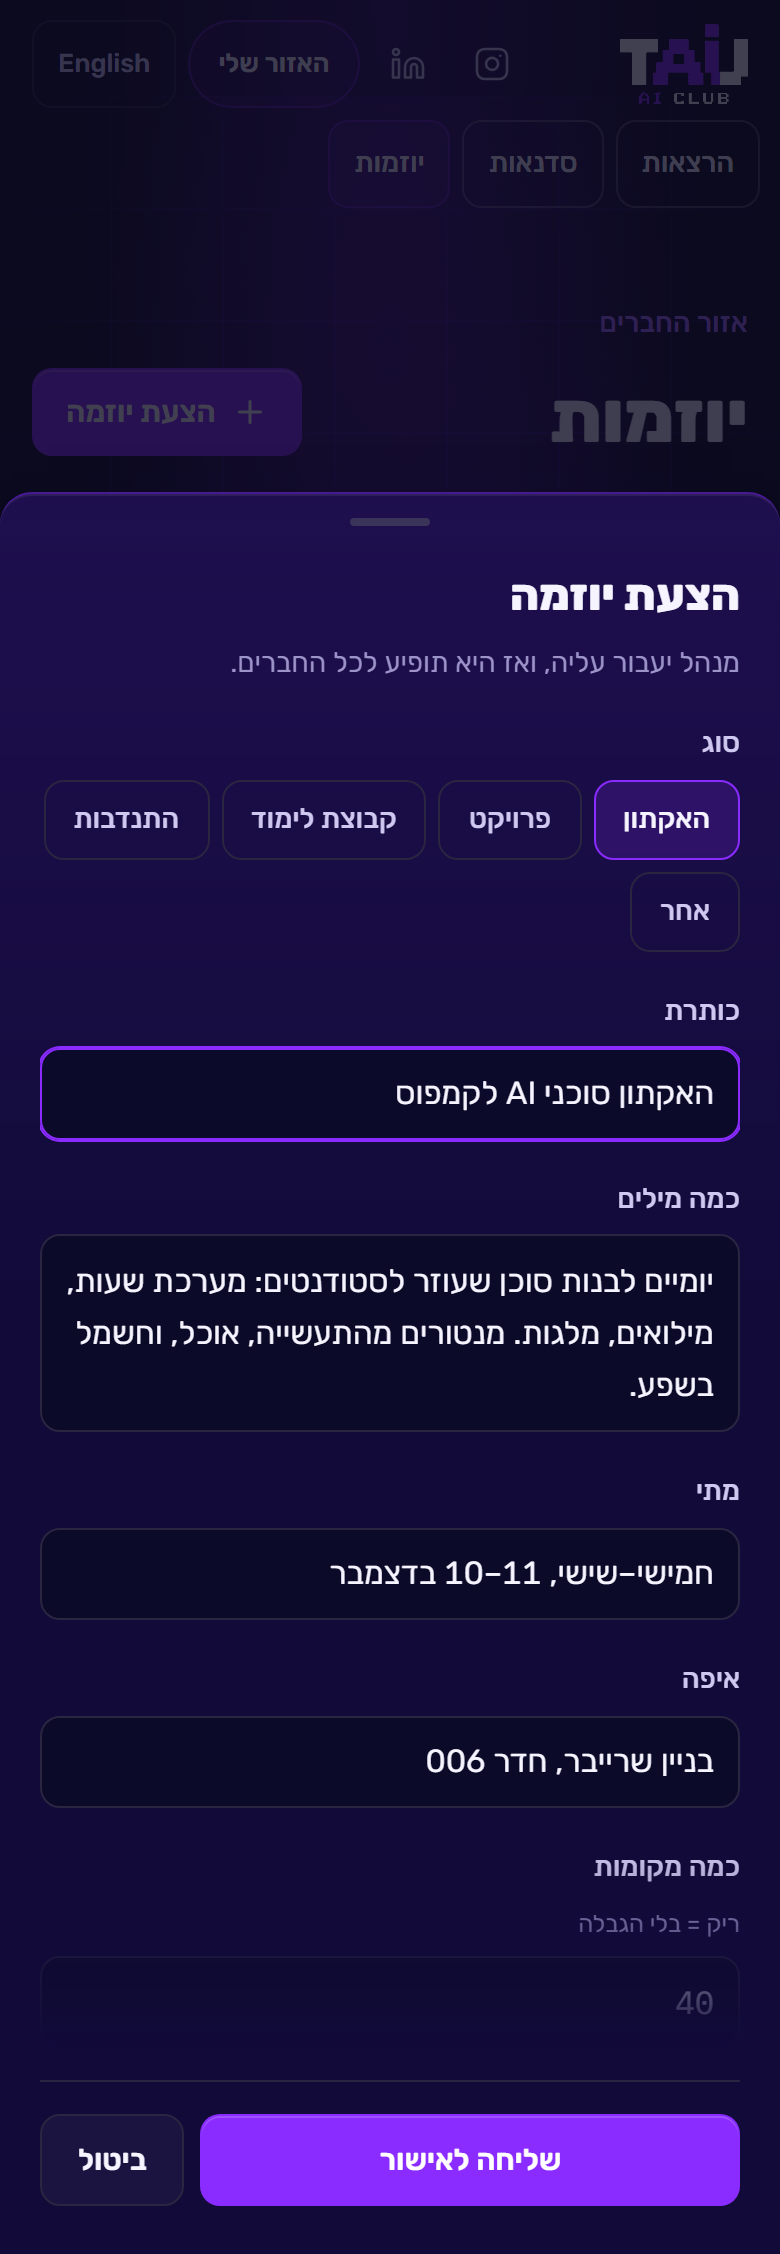 TAiU
AI CLUB
האזור שלי
English
הרצאות
סדנאות
יוזמות
אזור החברים
יוזמות
הצעת יוזמה
הצעת יוזמה
מנהל יעבור עליה, ואז היא תופיע לכל החברים.
סוג
האקתון
פרויקט
קבוצת לימוד
התנדבות
אחר
כותרת
האקתון סוכני AI לקמפוס
כמה מילים
יומיים לבנות סוכן שעוזר לסטודנטים: מערכת שעות,
מילואים, מלגות. מנטורים מהתעשייה, אוכל, וחשמל
בשפע.
מתי
חמישי–שישי, 10–11 בדצמבר
איפה
בניין שרייבר, חדר 006
כמה מקומות
ריק = בלי הגבלה
40
שליחה לאישור
ביטול